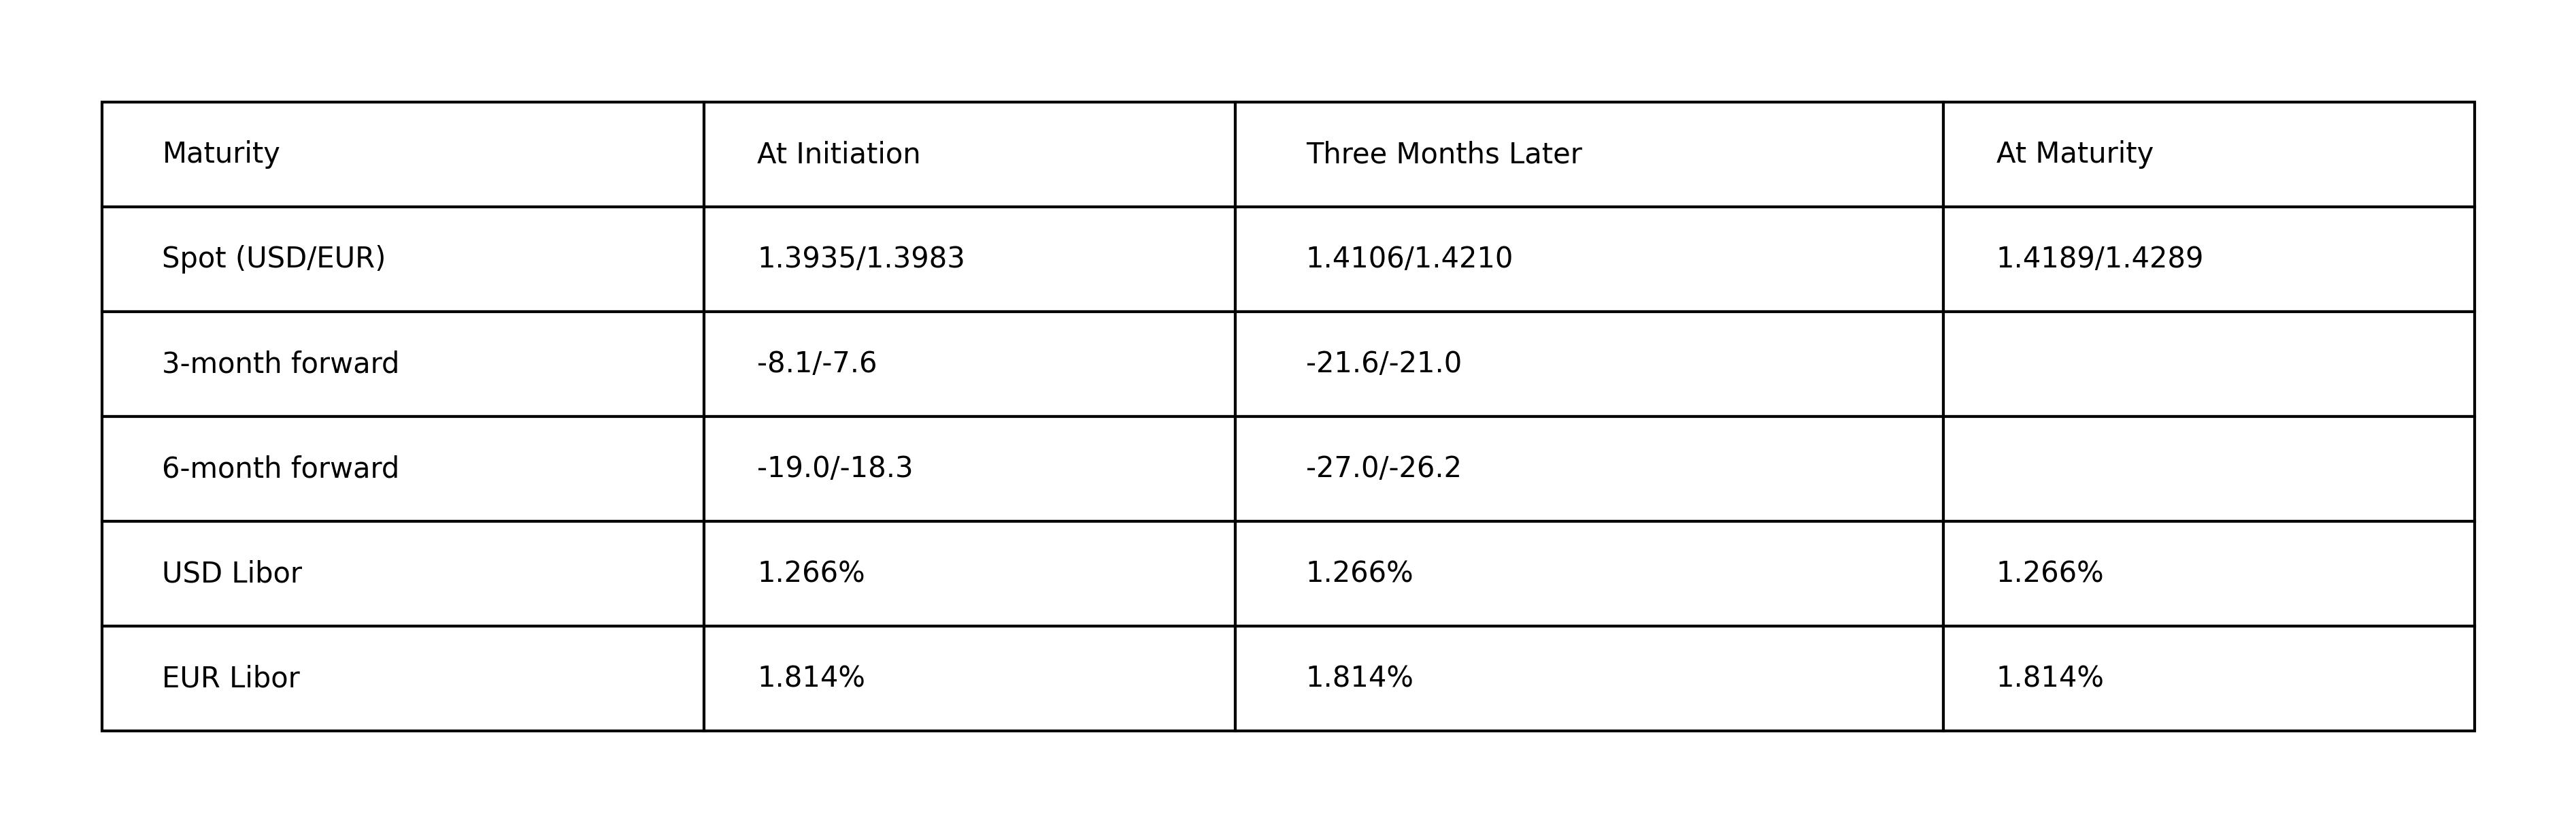 Maturity At Initiation Three Months Later At Maturity
Spot (USD/EUR) 1.3935/1.3983 1.4106/1.4210 1.4189/1.4289
3-month forward -8.1/-7.6 -21.6/-21.0
6-month forward -19.0/-18.3 -27.0/-26.2
USD Libor 1.266% 1.266% 1.266%
EUR Libor 1.814% 1.814% 1.814%